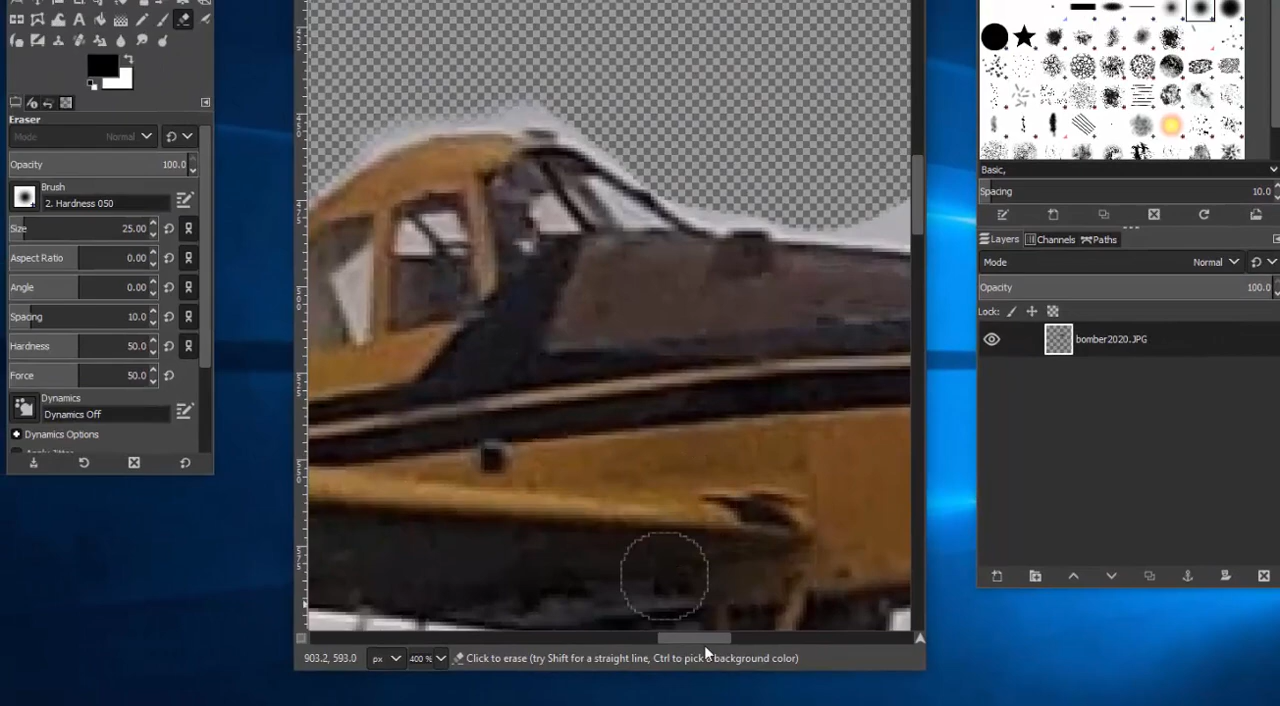 Eraser
Mode Normal
Opacity 100.0
Brush
2. Hardness 050
Size 25.00
Aspect Ratio 0.00
Angle 0.00
Spacing 10.0
Hardness 50.0
Force 50.0
Dynamics
Dynamics Off
Dynamics Options
903.2, 593.0 px 400 % Click to erase (try Shift for a straight line, Ctrl to pick background color)
Basic,
Spacing 10.0
Layers Channels Paths
Mode Normal
Opacity 100.0
Lock:
bomber2020.JPG